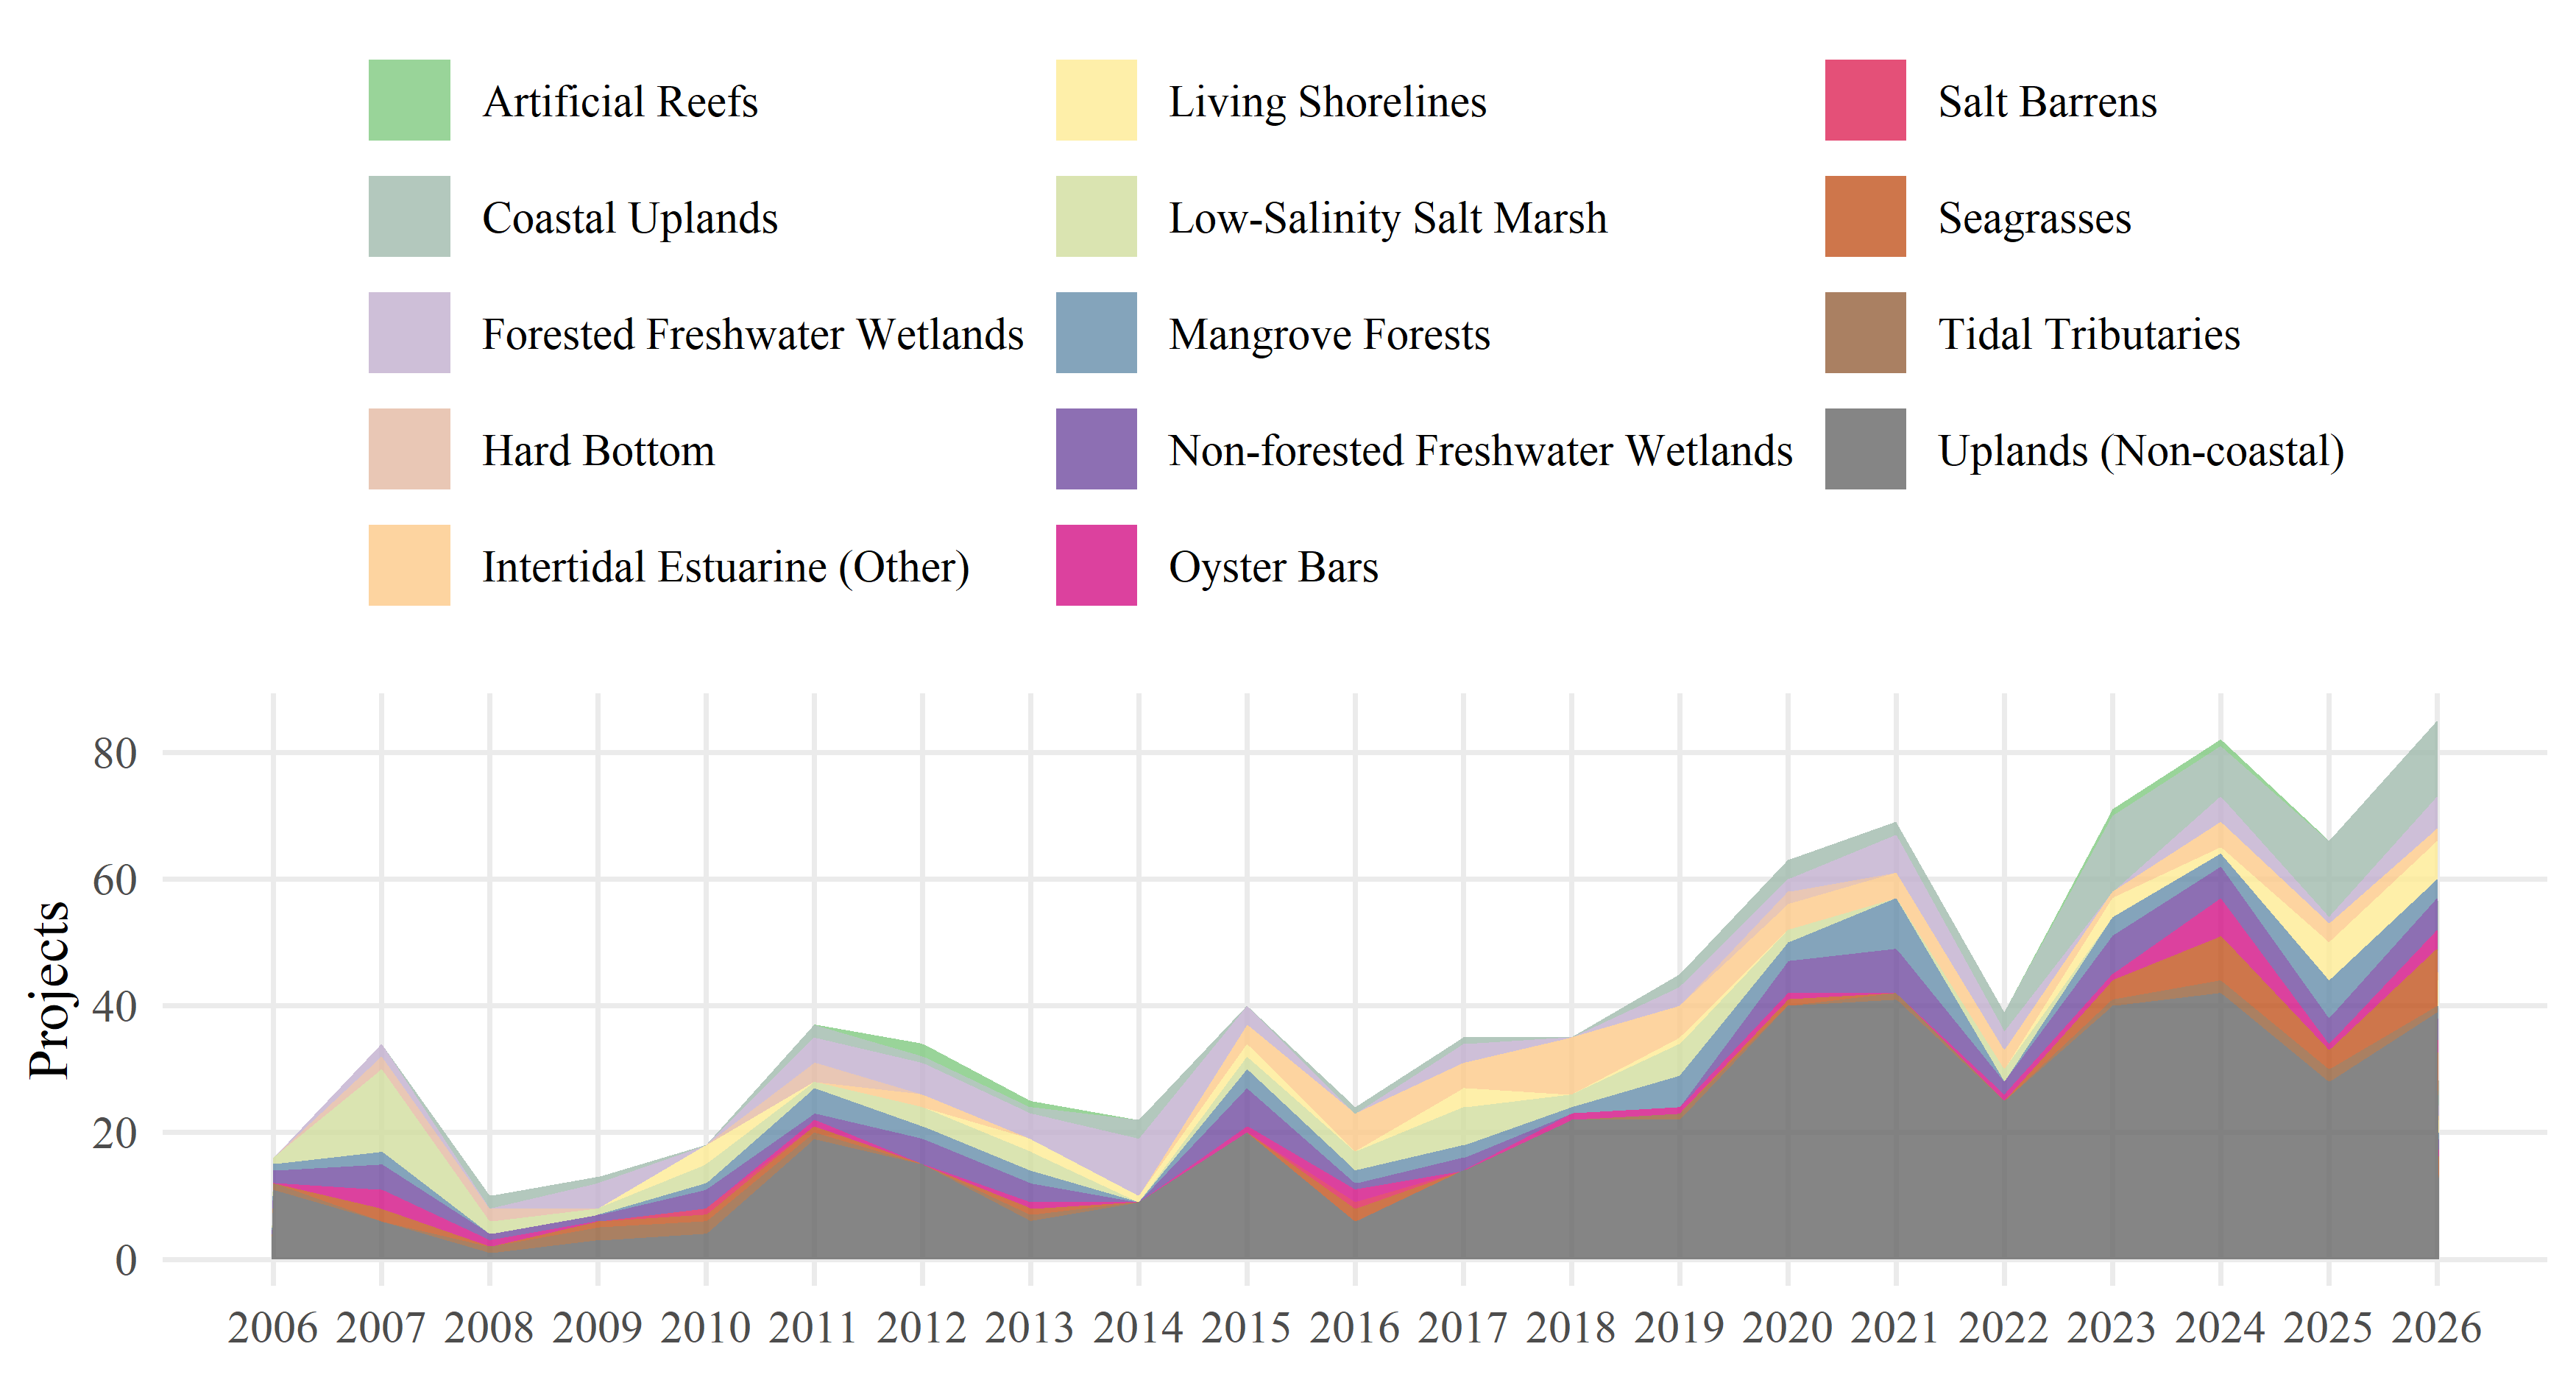 Artificial Reefs
Coastal Uplands
Forested Freshwater Wetlands
Hard Bottom
Intertidal Estuarine (Other)
Living Shorelines
Low-Salinity Salt Marsh
Mangrove Forests
Non-forested Freshwater Wetlands
Oyster Bars
Salt Barrens
Seagrasses
Tidal Tributaries
Uplands (Non-coastal)
Projects
80
60
40
20
0
2006 2007 2008 2009 2010 2011 2012 2013 2014 2015 2016 2017 2018 2019 2020 2021 2022 2023 2024 2025 2026